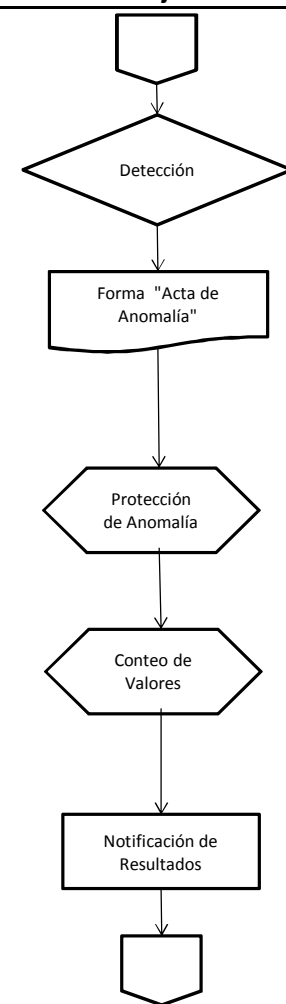 Detección
Forma "Acta de
Anomalía"
Protección
de Anomalía
Conteo de
Valores
Notificación de
Resultados